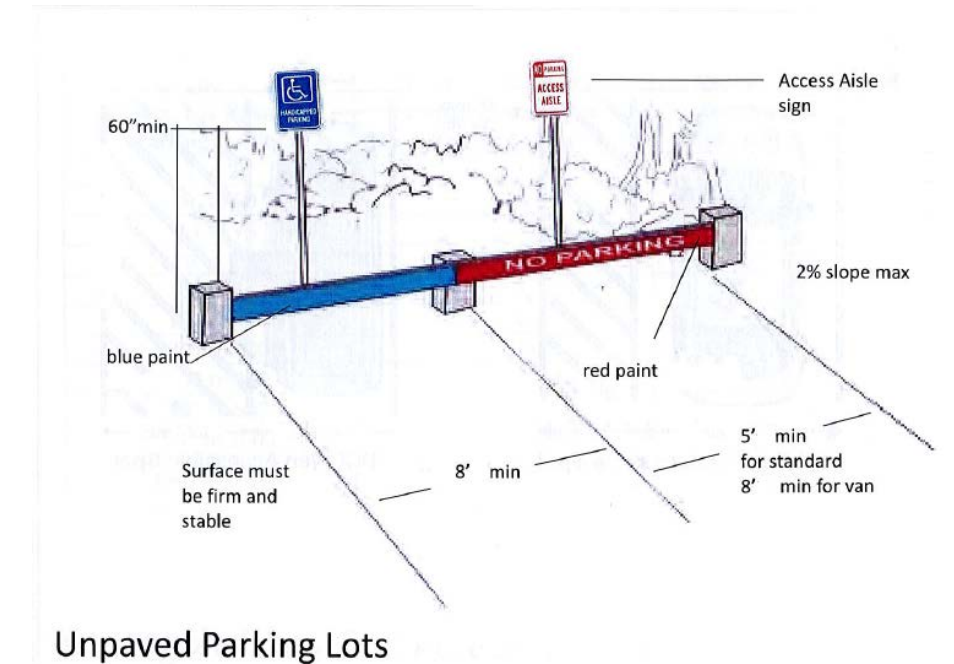 HANDICAPPED
PARKING
NO PARKING
ACCESS
AISLE
Access Aisle
sign
60"min
NO PARKING
2% slope max
blue paint
red paint
5' min
for standard
8' min for van
8' min
Surface must
be firm and
stable
Unpaved Parking Lots